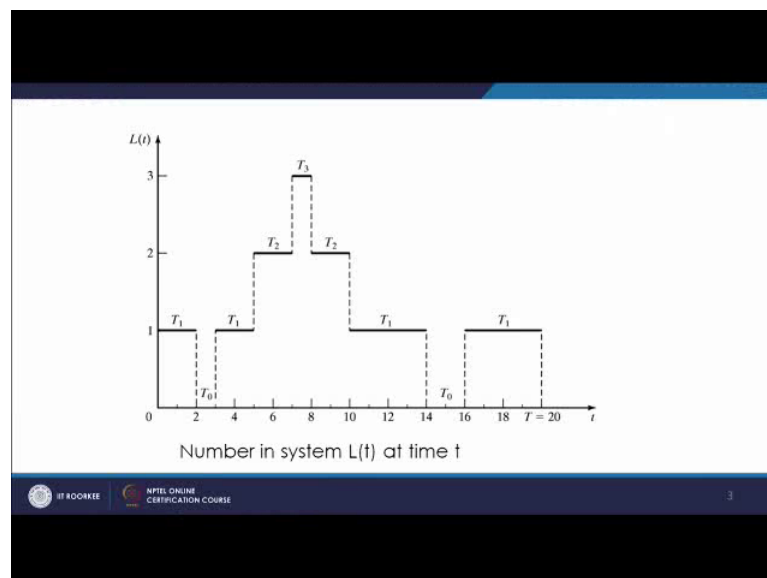 L(t)
3
T3
2
T2
T2
1
T1
T1
T1
T1
T0
T0
0
2
4
6
8
10
12
14
16
18
T = 20
t
Number in system L(t) at time t
IIT ROORKEE
NPTEL ONLINE
CERTIFICATION COURSE
3